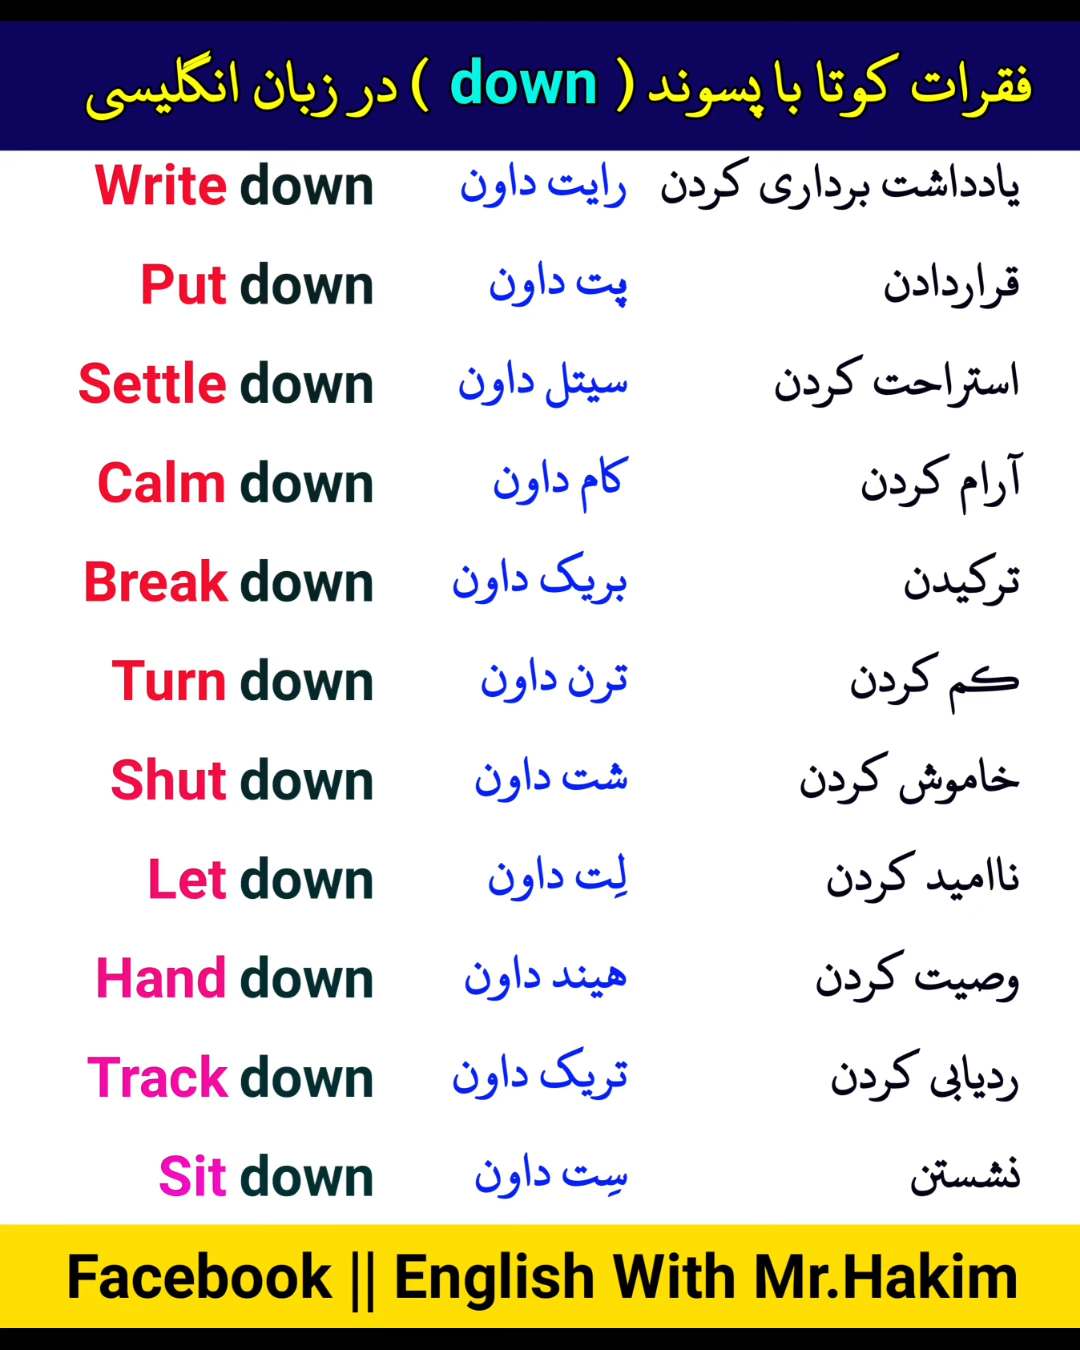 فقرات کوتا با پسوند ( down ) در زبان انگلیسی
Write down رایت داون یادداشت برداری کردن
Put down پت داون قراردادن
Settle down سیتل داون استراحت کردن
Calm down کام داون آرام کردن
Break down بریک داون ترکیدن
Turn down ترن داون کم کردن
Shut down شت داون خاموش کردن
Let down لِت داون ناامید کردن
Hand down هیند داون وصیت کردن
Track down تریک داون ردیابی کردن
Sit down سِت داون نشستن
Facebook || English With Mr.Hakim